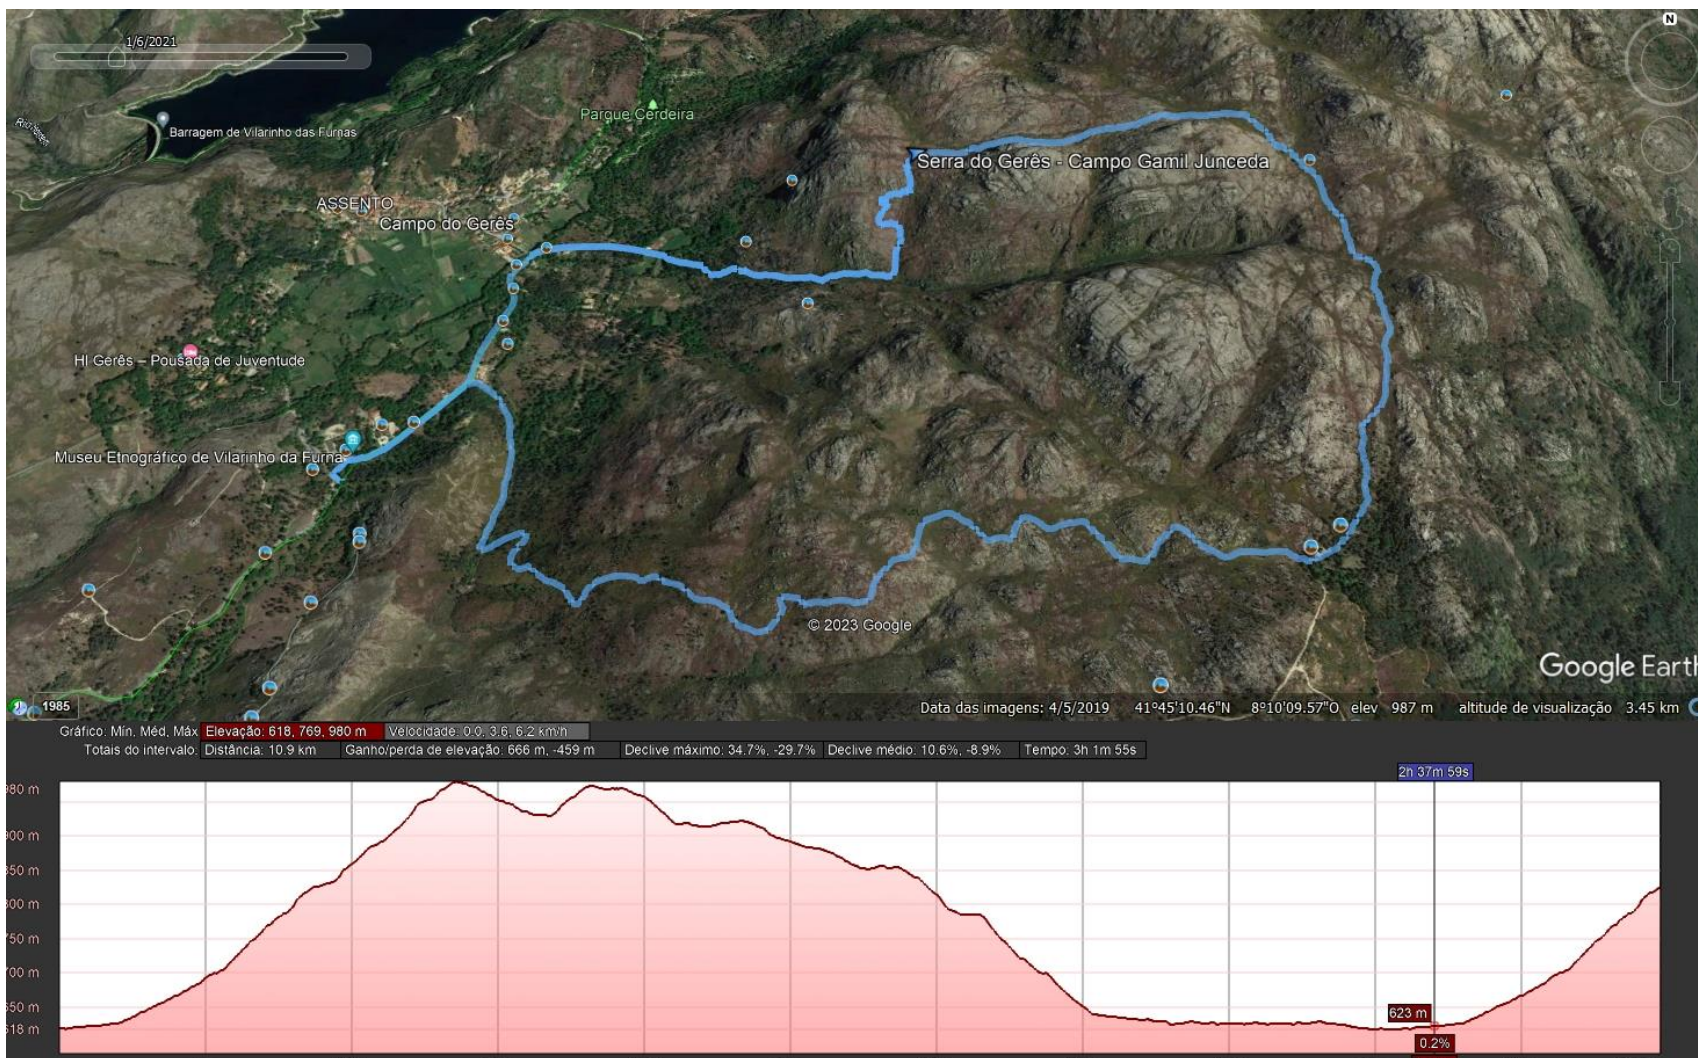 1/6/2021
N
Parque Cerdeira
Barragem de Vilarinho das Furnas
Serra do Gerês - Campo Gamil Junceda
ASSENTO
Campo do Gerês
HI Gerês – Pousada de Juventude
Museu Etnográfico de Vilarinho da Furna
© 2023 Google
Google Earth
1985
Data das imagens: 4/5/2019 41°45'10.46"N 8°10'09.57"O elev 987 m altitude de visualização 3.45 km
Gráfico: Mín, Méd, Máx Elevação: 618, 769, 980 m Velocidade: 0.0, 3.6, 6.2 km/h
Totais do intervalo: Distância: 10.9 km Ganho/perda de elevação: 666 m, -459 m Declive máximo: 34.7%, -29.7% Declive médio: 10.6%, -8.9% Tempo: 3h 1m 55s
2h 37m 59s
980 m
900 m
850 m
800 m
750 m
700 m
650 m
618 m
623 m
0.2%